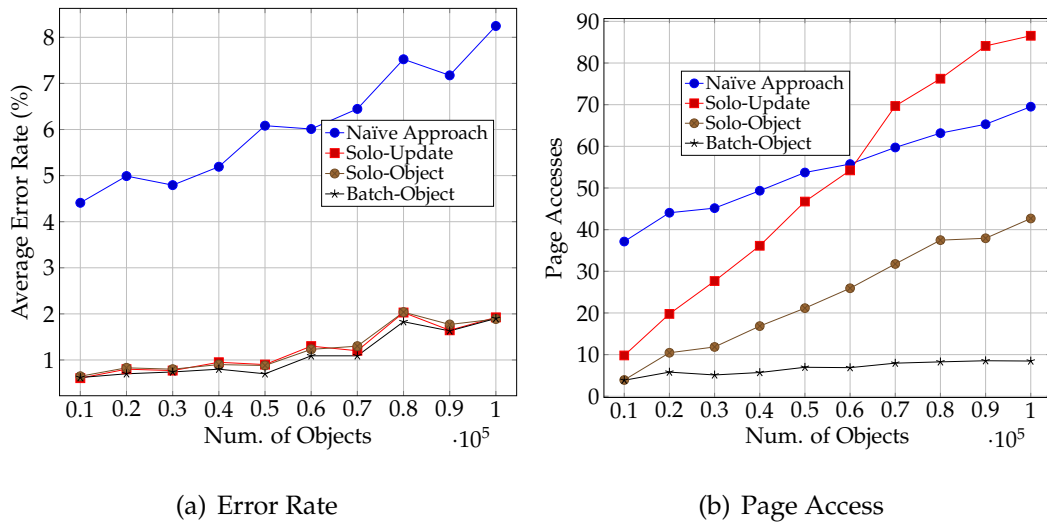 8
7
6
5
4
3
2
1
Average Error Rate (%)
Naïve Approach
Solo-Update
Solo-Object
Batch-Object
0.1 0.2 0.3 0.4 0.5 0.6 0.7 0.8 0.9 1
Num. of Objects
·10⁵
(a) Error Rate
90
80
70
60
50
40
30
20
10
0
Page Accesses
Naïve Approach
Solo-Update
Solo-Object
Batch-Object
0.1 0.2 0.3 0.4 0.5 0.6 0.7 0.8 0.9 1
Num. of Objects
·10⁵
(b) Page Access